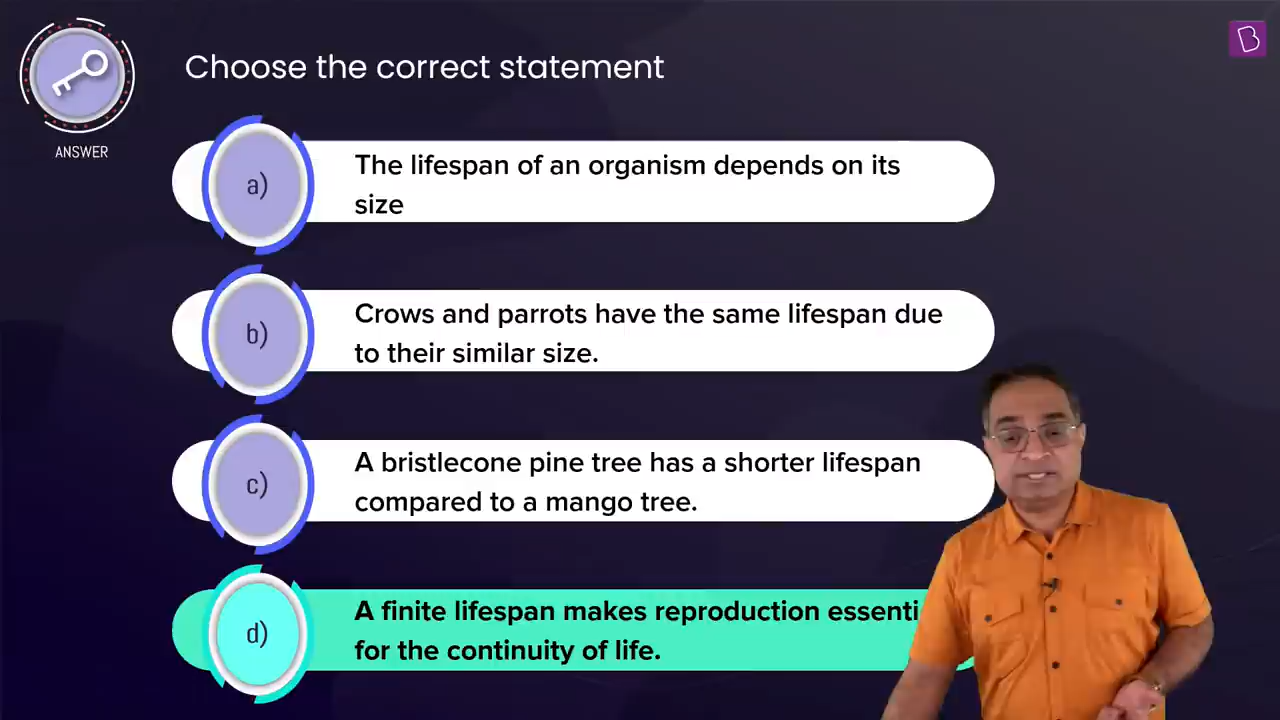 Choose the correct statement
ANSWER
a)
The lifespan of an organism depends on its
size
b)
Crows and parrots have the same lifespan due
to their similar size.
c)
A bristlecone pine tree has a shorter lifespan
compared to a mango tree.
d)
A finite lifespan makes reproduction
for the continuity of life.